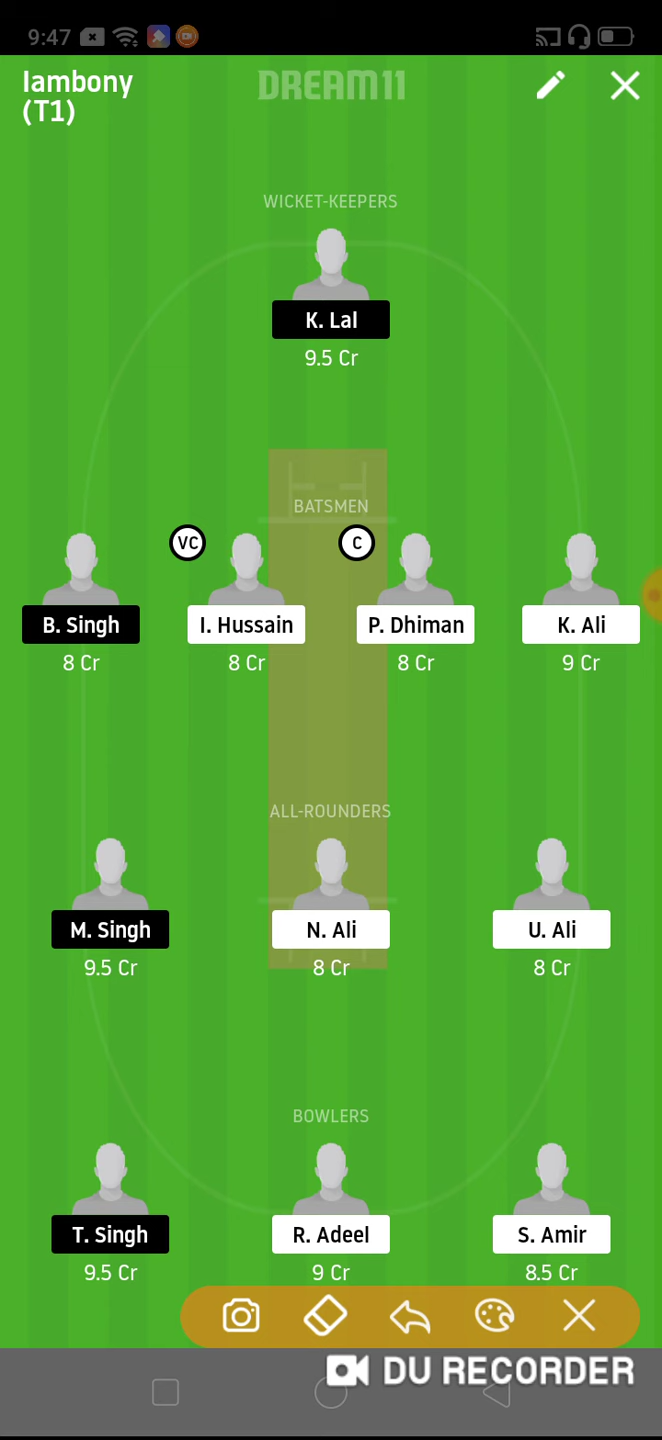 9:47
Iambony
(T1)
DREAM11
WICKET-KEEPERS
K. Lal
9.5 Cr
BATSMEN
VC
C
B. Singh
I. Hussain
P. Dhiman
K. Ali
8 Cr
8 Cr
8 Cr
9 Cr
ALL-ROUNDERS
M. Singh
N. Ali
U. Ali
9.5 Cr
8 Cr
8 Cr
BOWLERS
T. Singh
R. Adeel
S. Amir
9.5 Cr
9 Cr
8.5 Cr
DU RECORDER